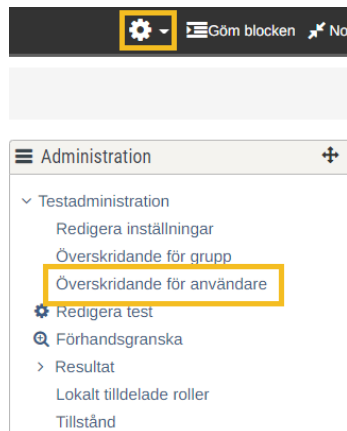 Göm blocken No
Administration
Testadministration
Redigera inställningar
Överskridande för grupp
Överskridande för användare
Redigera test
Förhandsgranska
Resultat
Lokalt tilldelade roller
Tillstånd